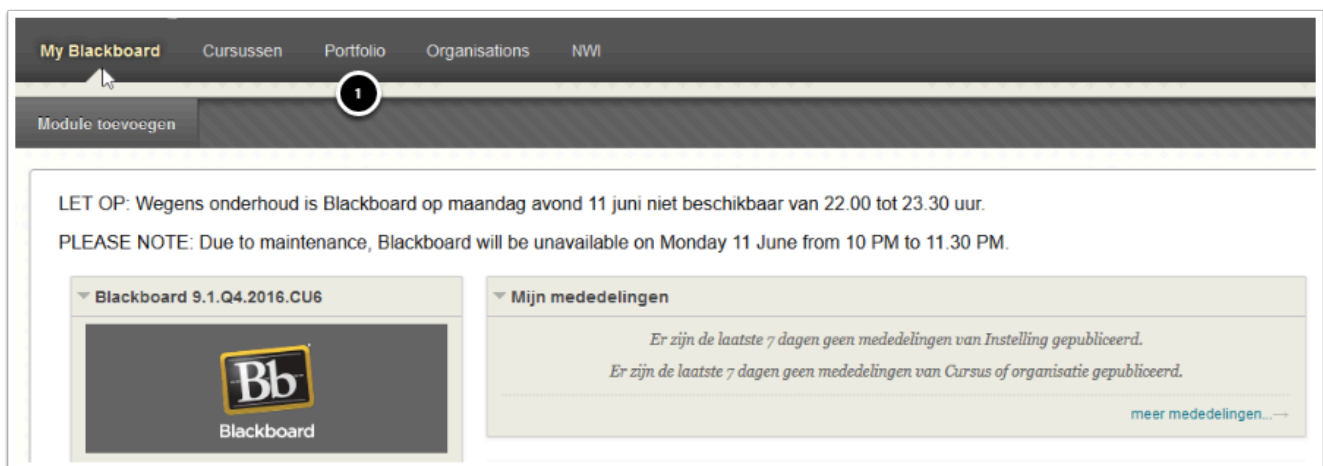 My Blackboard Cursussen Portfolio Organisations NWI
1
Module toevoegen
LET OP: Wegens onderhoud is Blackboard op maandag avond 11 juni niet beschikbaar van 22.00 tot 23.30 uur.
PLEASE NOTE: Due to maintenance, Blackboard will be unavailable on Monday 11 June from 10 PM to 11.30 PM.
Blackboard 9.1.Q4.2016.CU6
Bb
Blackboard
Mijn mededelingen
Er zijn de laatste 7 dagen geen mededelingen van Instelling gepubliceerd.
Er zijn de laatste 7 dagen geen mededelingen van Cursus of organisatie gepubliceerd.
meer mededelingen...→